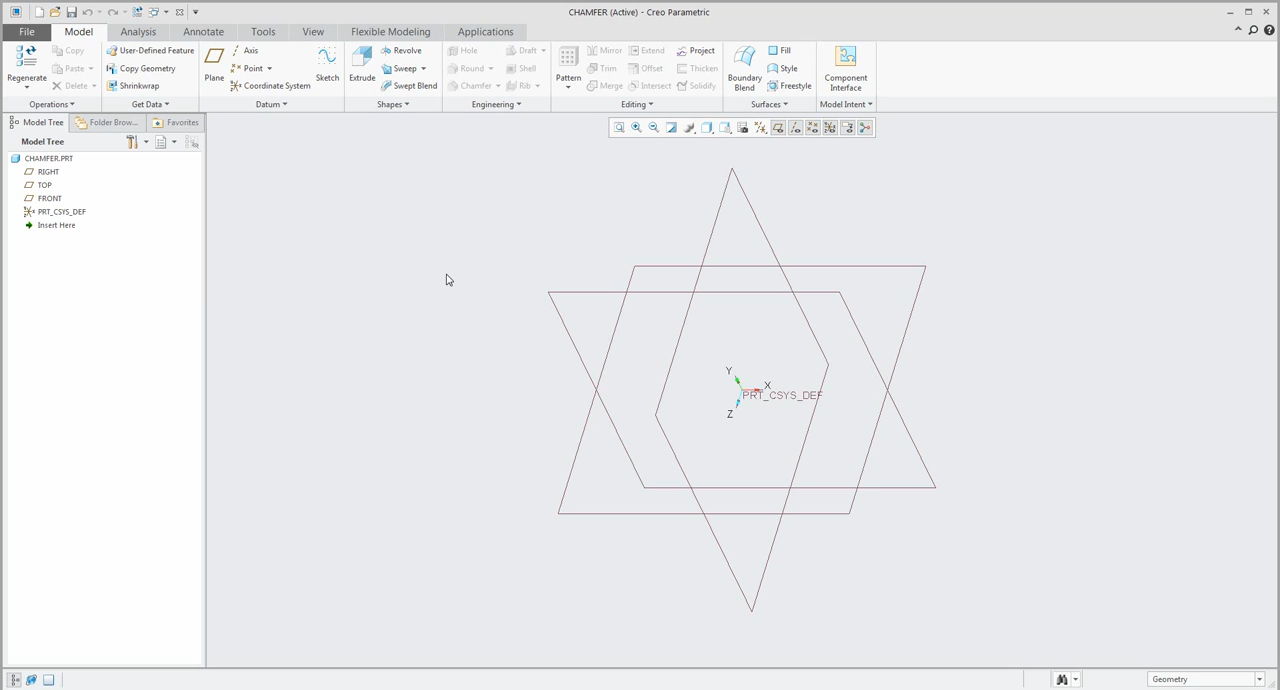 CHAMFER (Active) - Creo Parametric
File Model Analysis Annotate Tools View Flexible Modeling Applications
Regenerate
Copy
Paste
Delete
Operations
User-Defined Feature
Copy Geometry
Shrinkwrap
Get Data
Plane
Axis
Point
Coordinate System
Sketch
Datum
Extrude
Revolve
Sweep
Swept Blend
Shapes
Hole
Round
Chamfer
Draft
Shell
Rib
Engineering
Pattern
Mirror
Trim
Merge
Extend
Offset
Intersect
Project
Thicken
Solidify
Editing
Boundary
Blend
Fill
Style
Freestyle
Surfaces
Component
Interface
Model Intent
Model Tree Folder Brow... Favorites
Model Tree
CHAMFER.PRT
RIGHT
TOP
FRONT
PRT_CSYS_DEF
Insert Here
Y
X
PRT_CSYS_DEF
Z
Geometry